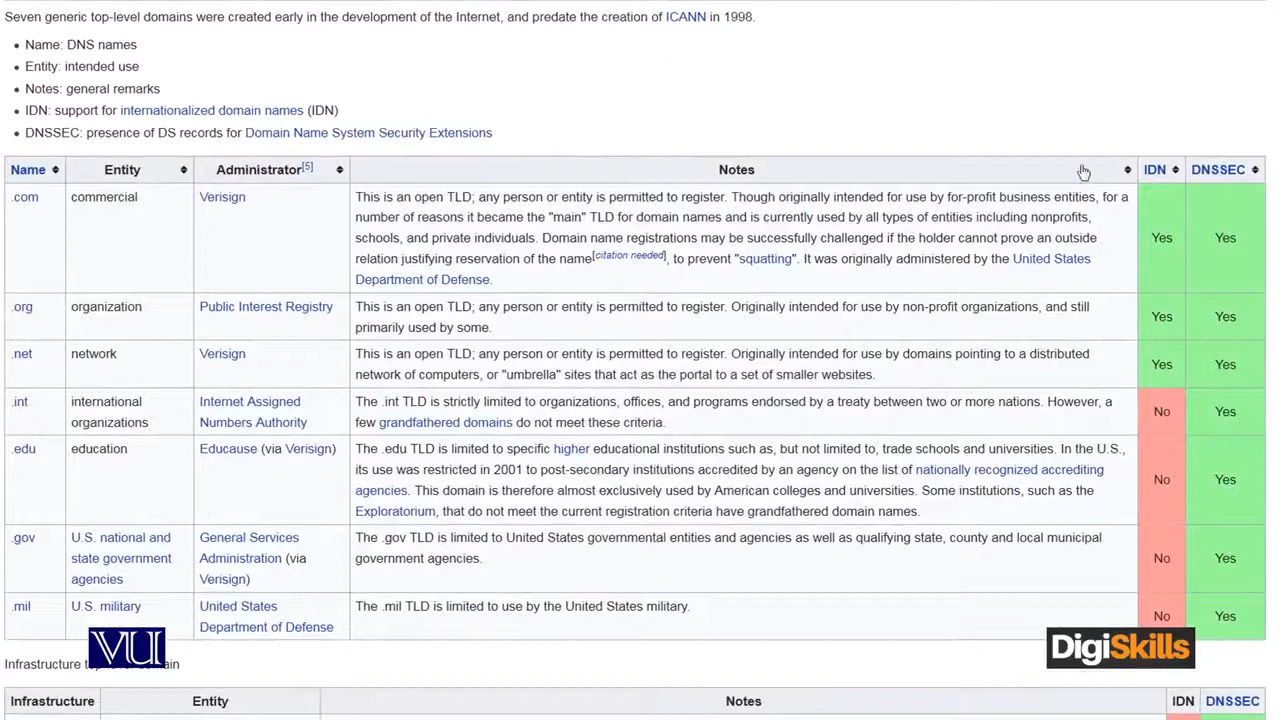 Seven generic top-level domains were created early in the development of the Internet, and predate the creation of ICANN in 1998.
• Name: DNS names
• Entity: intended use
• Notes: general remarks
• IDN: support for internationalized domain names (IDN)
• DNSSEC: presence of DS records for Domain Name System Security Extensions
Name Entity Administrator[5] Notes IDN DNSSEC
.com commercial Verisign This is an open TLD; any person or entity is permitted to register. Though originally intended for use by for-profit business entities, for a
number of reasons it became the "main" TLD for domain names and is currently used by all types of entities including nonprofits,
schools, and private individuals. Domain name registrations may be successfully challenged if the holder cannot prove an outside
Yes Yes
relation justifying reservation of the name[citation needed], to prevent "squatting". It was originally administered by the United States
Department of Defense.
.org organization Public Interest Registry This is an open TLD; any person or entity is permitted to register. Originally intended for use by non-profit organizations, and still
primarily used by some.
Yes Yes
.net network Verisign This is an open TLD; any person or entity is permitted to register. Originally intended for use by domains pointing to a distributed
network of computers, or "umbrella" sites that act as the portal to a set of smaller websites.
Yes Yes
.int international Internet Assigned The .int TLD is strictly limited to organizations, offices, and programs endorsed by a treaty between two or more nations. However, a
organizations Numbers Authority few grandfathered domains do not meet these criteria.
No Yes
.edu education Educause (via Verisign) The .edu TLD is limited to specific higher educational institutions such as, but not limited to, trade schools and universities. In the U.S.,
its use was restricted in 2001 to post-secondary institutions accredited by an agency on the list of nationally recognized accrediting
agencies. This domain is therefore almost exclusively used by American colleges and universities. Some institutions, such as the
No Yes
Exploratorium, that do not meet the current registration criteria have grandfathered domain names.
.gov U.S. national and General Services The .gov TLD is limited to United States governmental entities and agencies as well as qualifying state, county and local municipal
state government Administration (via government agencies. No Yes
agencies Verisign)
.mil U.S. military United States The .mil TLD is limited to use by the United States military.
Department of Defense No Yes
VU
DigiSkills
Infrastructure
Infrastructure Entity Notes IDN DNSSEC